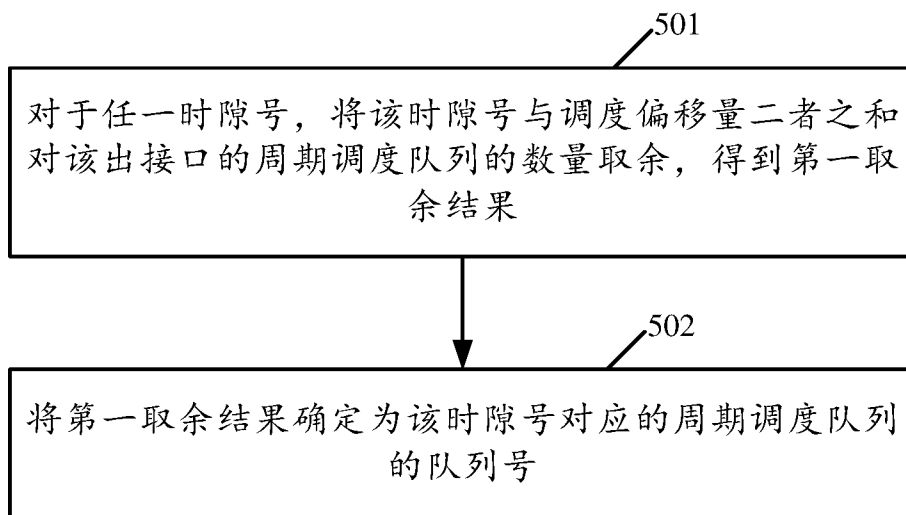 501
对于任一时隙号，将该时隙号与调度偏移量二者之和
对该出接口的周期调度队列的数量取余，得到第一取
余结果
502
将第一取余结果确定为该时隙号对应的周期调度队列
的队列号